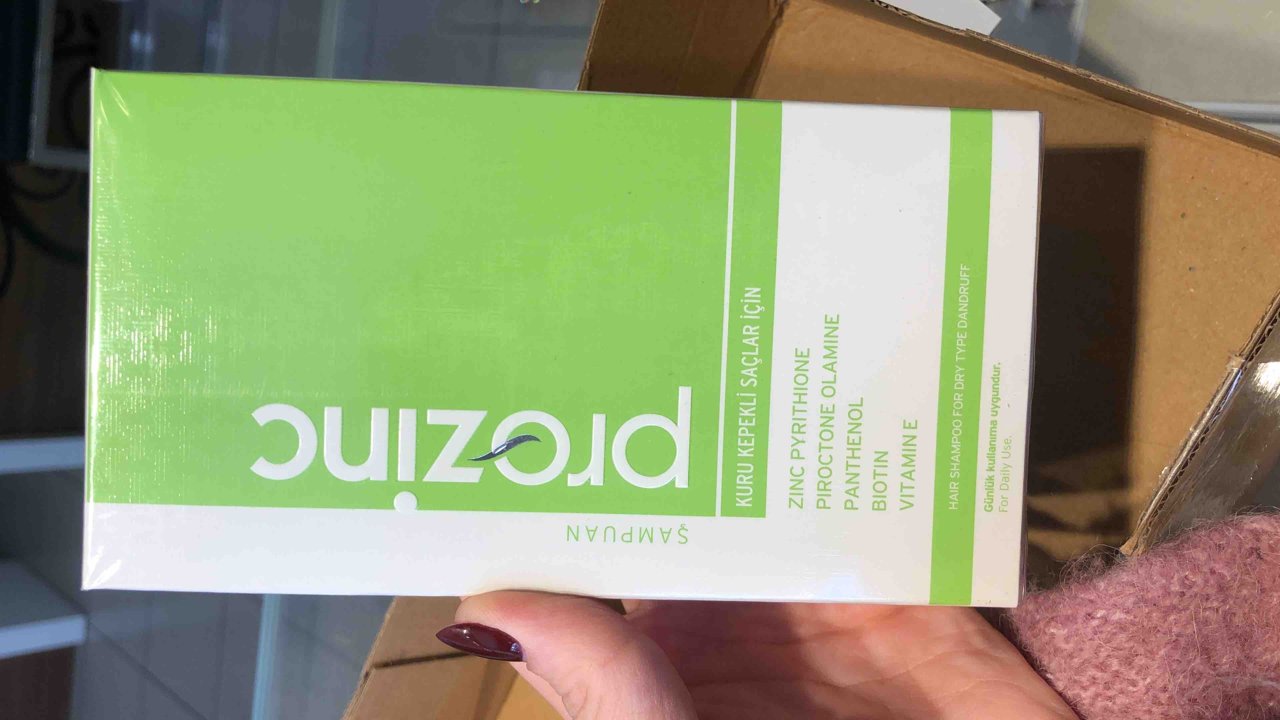 prozinc
ŞAMPUAN
KURU KEPEKLİ SAÇLAR İÇİN
ZINC PYRITHIONE
PIROCTONE OLAMINE
PANTHENOL
BIOTIN
VITAMIN E
HAIR SHAMPOO FOR DRY TYPE DANDRUFF
Günlük kullanıma uygundur.
For Daily Use.